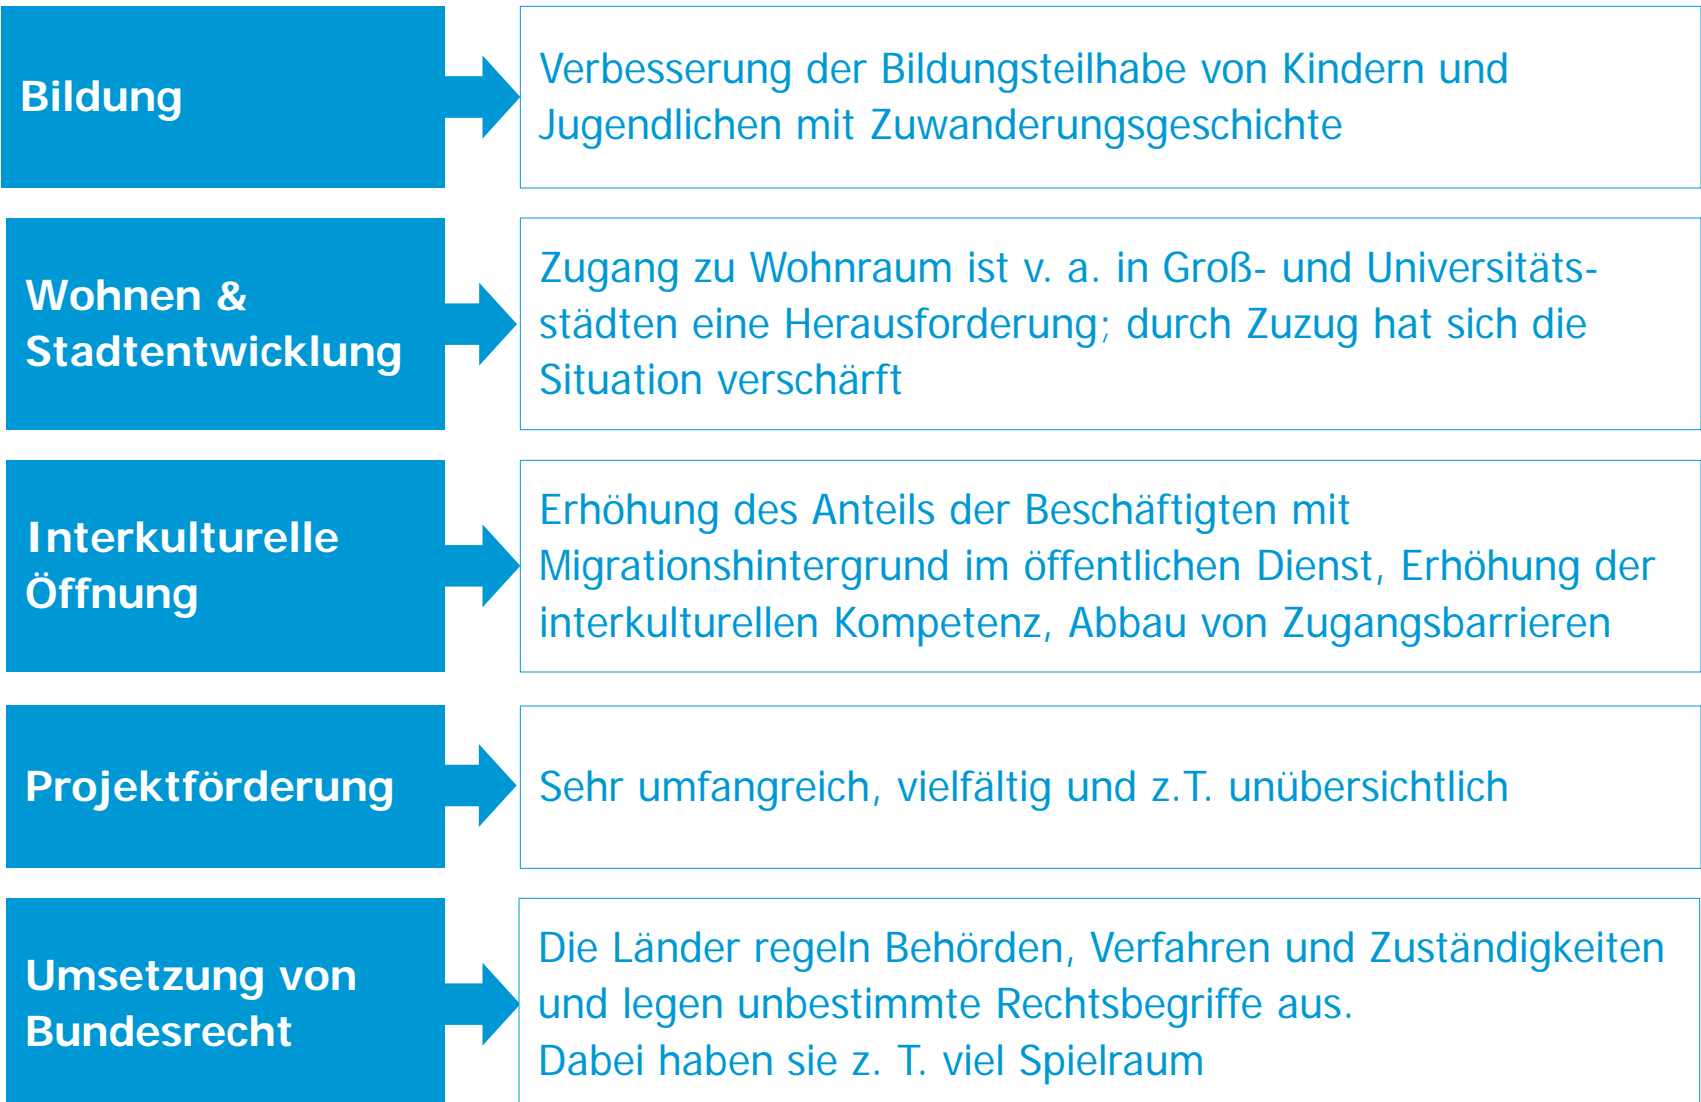 Bildung
Verbesserung der Bildungsteilhabe von Kindern und
Jugendlichen mit Zuwanderungsgeschichte
Wohnen &
Stadtentwicklung
Zugang zu Wohnraum ist v. a. in Groß- und Universitäts-
städten eine Herausforderung; durch Zuzug hat sich die
Situation verschärft
Interkulturelle
Öffnung
Erhöhung des Anteils der Beschäftigten mit
Migrationshintergrund im öffentlichen Dienst, Erhöhung der
interkulturellen Kompetenz, Abbau von Zugangsbarrieren
Projektförderung
Sehr umfangreich, vielfältig und z.T. unübersichtlich
Umsetzung von
Bundesrecht
Die Länder regeln Behörden, Verfahren und Zuständigkeiten
und legen unbestimmte Rechtsbegriffe aus.
Dabei haben sie z. T. viel Spielraum